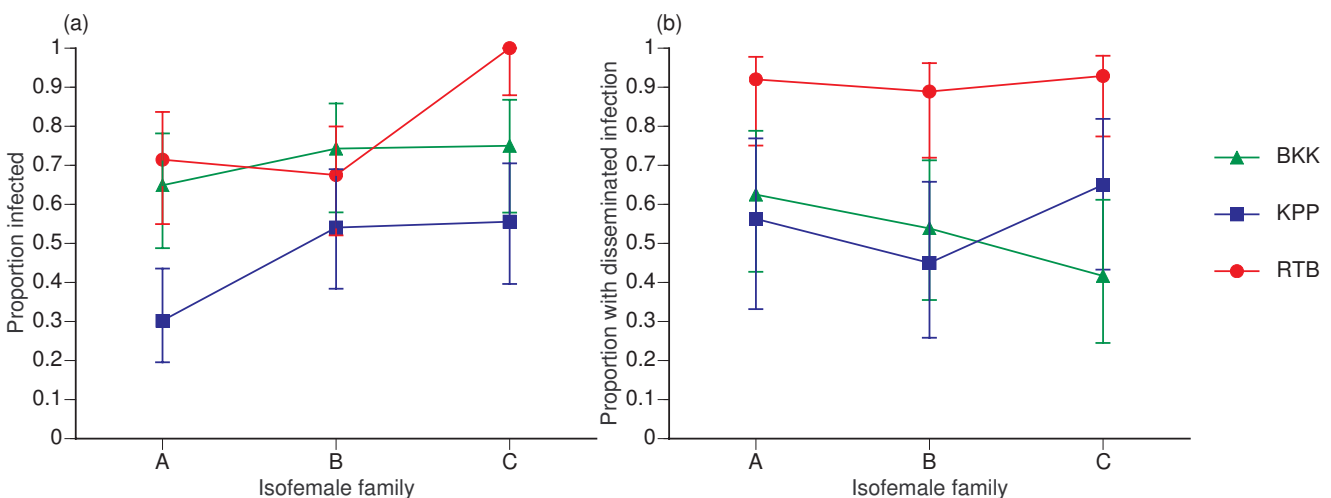 (a)
Proportion infected
1
0.9
0.8
0.7
0.6
0.5
0.4
0.3
0.2
0.1
0
A B C
Isofemale family
(b)
Proportion with disseminated infection
1
0.9
0.8
0.7
0.6
0.5
0.4
0.3
0.2
0.1
0
A B C
Isofemale family
BKK
KPP
RTB